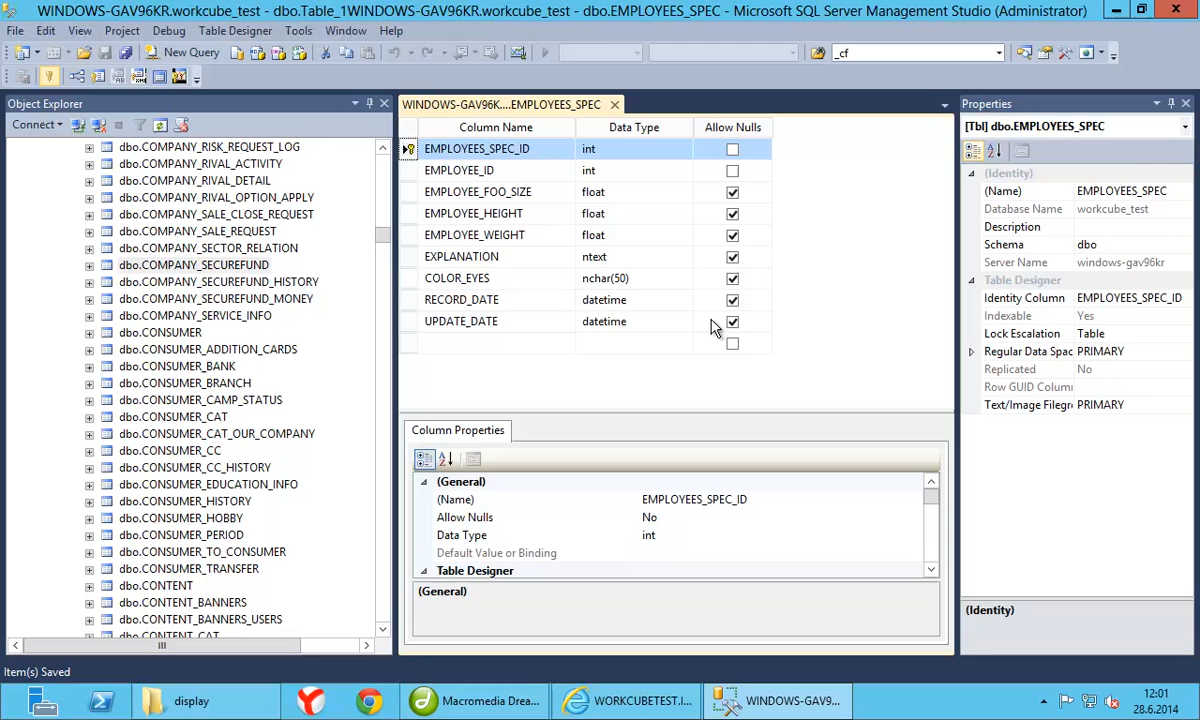 WINDOWS-GAV96KR.workcube_test - dbo.Table_1WINDOWS-GAV96KR.workcube_test - dbo.EMPLOYEES_SPEC - Microsoft SQL Server Management Studio (Administrator)
File Edit View Project Debug Table Designer Tools Window Help
New Query _cf
Object Explorer
Connect
dbo.COMPANY_RISK_REQUEST_LOG
dbo.COMPANY_RIVAL_ACTIVITY
dbo.COMPANY_RIVAL_DETAIL
dbo.COMPANY_RIVAL_OPTION_APPLY
dbo.COMPANY_SALE_CLOSE_REQUEST
dbo.COMPANY_SALE_REQUEST
dbo.COMPANY_SECTOR_RELATION
dbo.COMPANY_SECUREFUND
dbo.COMPANY_SECUREFUND_HISTORY
dbo.COMPANY_SECUREFUND_MONEY
dbo.COMPANY_SERVICE_INFO
dbo.CONSUMER
dbo.CONSUMER_ADDITION_CARDS
dbo.CONSUMER_BANK
dbo.CONSUMER_BRANCH
dbo.CONSUMER_CAMP_STATUS
dbo.CONSUMER_CAT
dbo.CONSUMER_CAT_OUR_COMPANY
dbo.CONSUMER_CC
dbo.CONSUMER_CC_HISTORY
dbo.CONSUMER_EDUCATION_INFO
dbo.CONSUMER_HISTORY
dbo.CONSUMER_HOBBY
dbo.CONSUMER_PERIOD
dbo.CONSUMER_TO_CONSUMER
dbo.CONSUMER_TRANSFER
dbo.CONTENT
dbo.CONTENT_BANNERS
dbo.CONTENT_BANNERS_USERS
dbo.CONTENT_CAT
WINDOWS-GAV96K....EMPLOYEES_SPEC
Column Name Data Type Allow Nulls
EMPLOYEES_SPEC_ID int
EMPLOYEE_ID int
EMPLOYEE_FOO_SIZE float
EMPLOYEE_HEIGHT float
EMPLOYEE_WEIGHT float
EXPLANATION ntext
COLOR_EYES nchar(50)
RECORD_DATE datetime
UPDATE_DATE datetime
Column Properties
(General)
(Name) EMPLOYEES_SPEC_ID
Allow Nulls No
Data Type int
Default Value or Binding
Table Designer
(General)
Properties
[Tbl] dbo.EMPLOYEES_SPEC
(Identity)
(Name) EMPLOYEES_SPEC
Database Name workcube_test
Description
Schema dbo
Server Name windows-gav96kr
Table Designer
Identity Column EMPLOYEES_SPEC_ID
Indexable Yes
Lock Escalation Table
Regular Data Spac PRIMARY
Replicated No
Row GUID Column
Text/Image Filegr PRIMARY
(Identity)
Item(s) Saved
display
Macromedia Drea...
WORKCUBETEST.I...
WINDOWS-GAV9...
12:01
28.6.2014